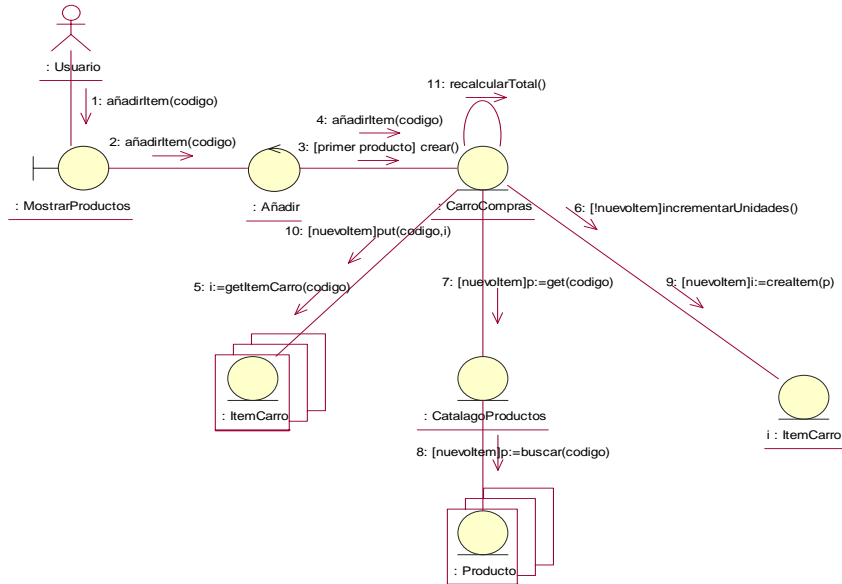 : Usuario
1: añadirItem(codigo)
2: añadirItem(codigo)
4: añadirItem(codigo)
3: [primer producto] crear()
11: recalcularTotal()
: MostrarProductos
: Añadir
: CarroCompras
6: [!nuevoItem]incrementarUnidades()
10: [nuevoItem]put(codigo,i)
5: i:=getItemCarro(codigo)
7: [nuevoItem]p:=get(codigo)
9: [nuevoItem]i:=creaItem(p)
: ItemCarro
: CatalagoProductos
i : ItemCarro
8: [nuevoItem]p:=buscar(codigo)
: Producto